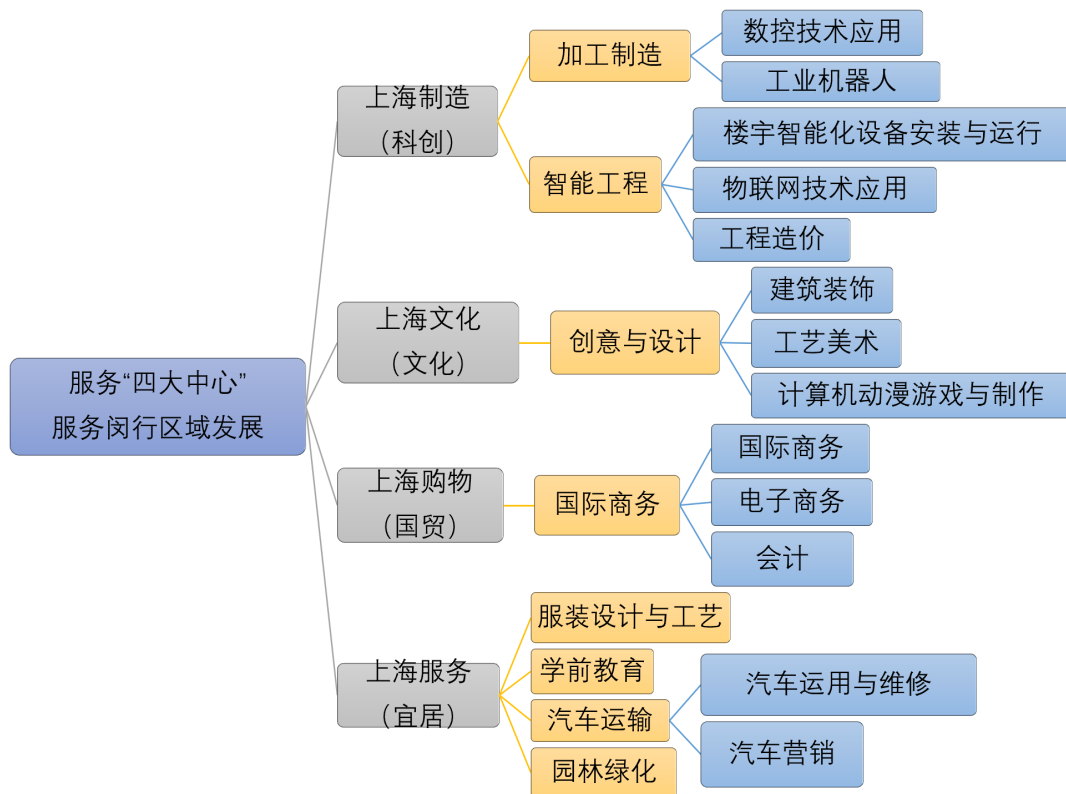 服务“四大中心”
服务闵行区域发展
上海制造
（科创）
加工制造
数控技术应用
工业机器人
智能工程
楼宇智能化设备安装与运行
物联网技术应用
工程造价
上海文化
（文化）
创意与设计
建筑装饰
工艺美术
计算机动漫游戏与制作
上海购物
（国贸）
国际商务
国际商务
电子商务
会计
上海服务
（宜居）
服装设计与工艺
学前教育
汽车运输
汽车运用与维修
汽车营销
园林绿化